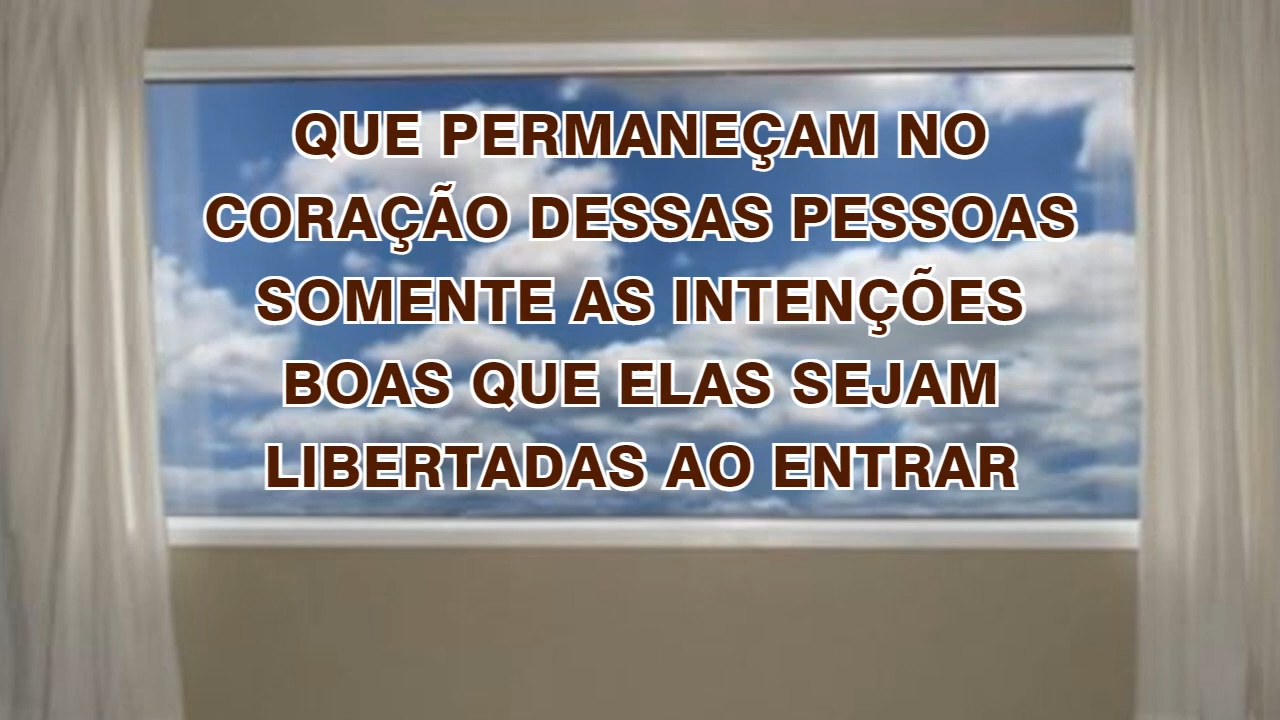 QUE PERMANEÇAM NO
CORAÇÃO DESSAS PESSOAS
SOMENTE AS INTENÇÕES
BOAS QUE ELAS SEJAM
LIBERTADAS AO ENTRAR